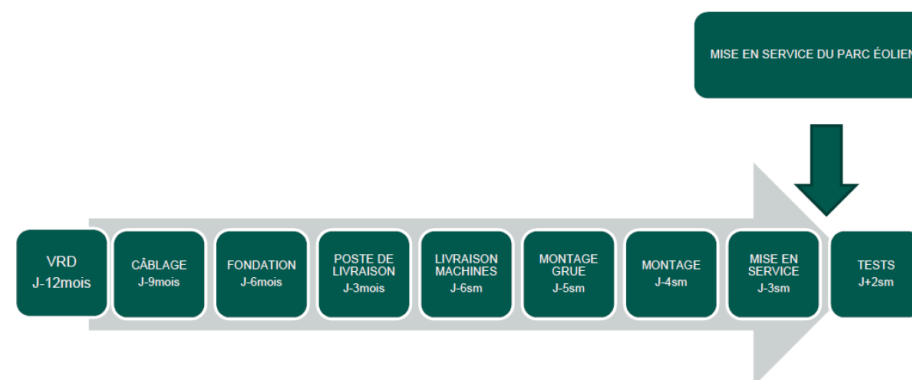 MISE EN SERVICE DU PARC ÉOLIEN
VRD
J-12mois
CÂBLAGE
J-9mois
FONDATION
J-6mois
POSTE DE
LIVRAISON
J-3mois
LIVRAISON
MACHINES
J-6sm
MONTAGE
GRUE
J-5sm
MONTAGE
J-4sm
MISE EN
SERVICE
J-3sm
TESTS
J+2sm